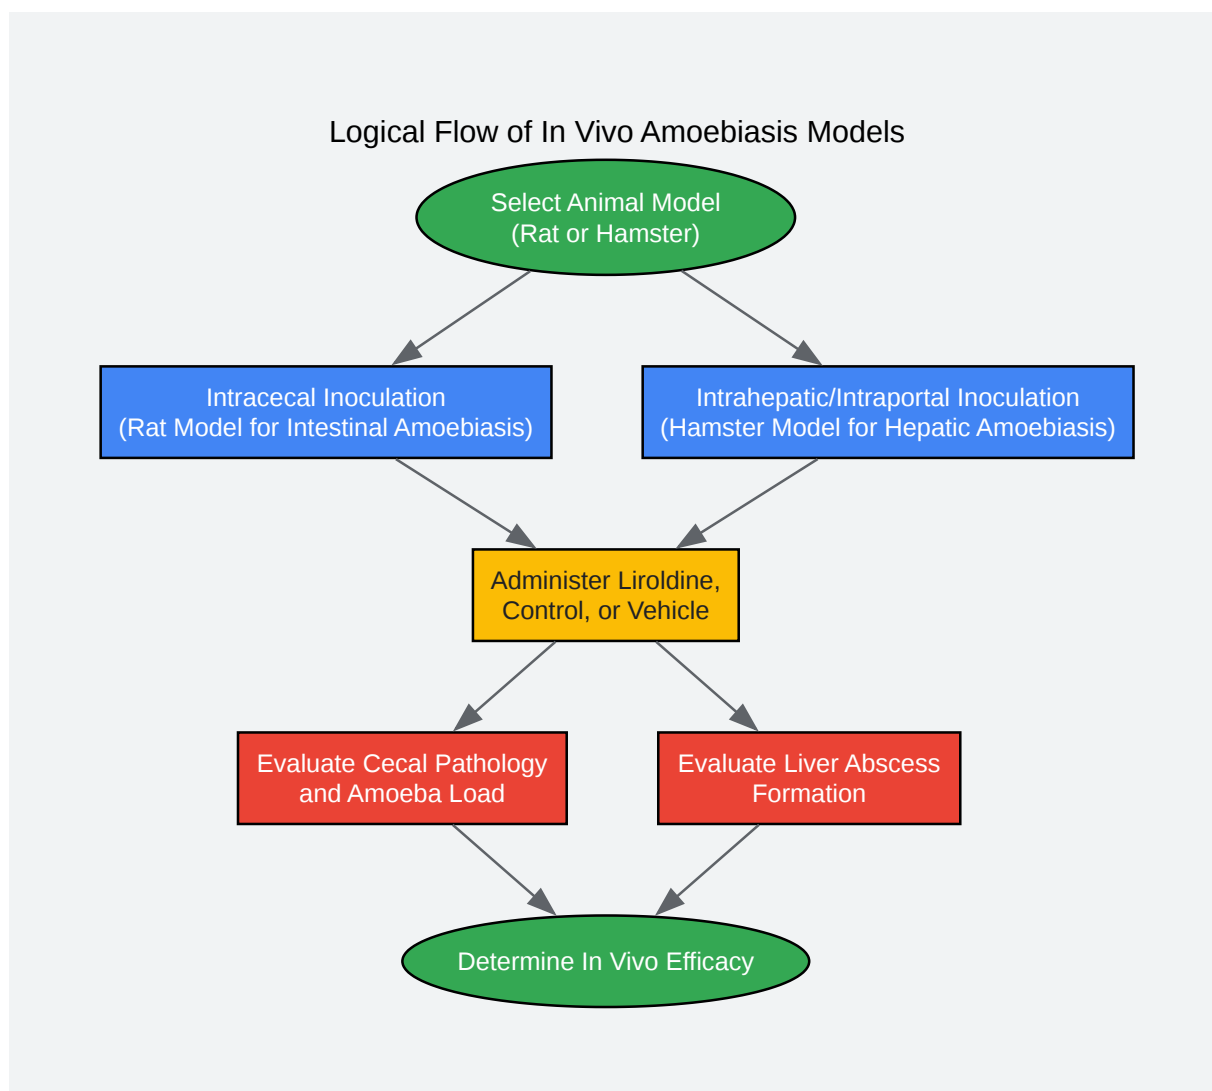 Logical Flow of In Vivo Amoebiasis Models
Select Animal Model
(Rat or Hamster)
Intracecal Inoculation
(Rat Model for Intestinal Amoebiasis)
Intrahepatic/Intraportal Inoculation
(Hamster Model for Hepatic Amoebiasis)
Administer Liroldine,
Control, or Vehicle
Evaluate Cecal Pathology
and Amoeba Load
Evaluate Liver Abscess
Formation
Determine In Vivo Efficacy